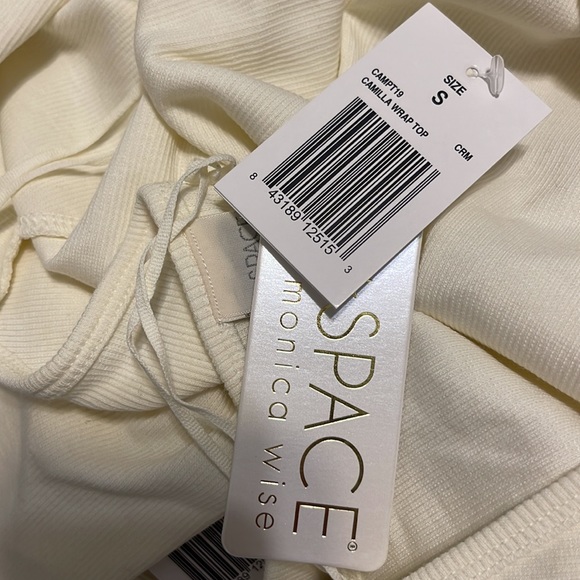 SIZE
S
CAMPT19
CAMILLA WRAP TOP
CRM
8 43189 12515 3
SPACE®
monica wise